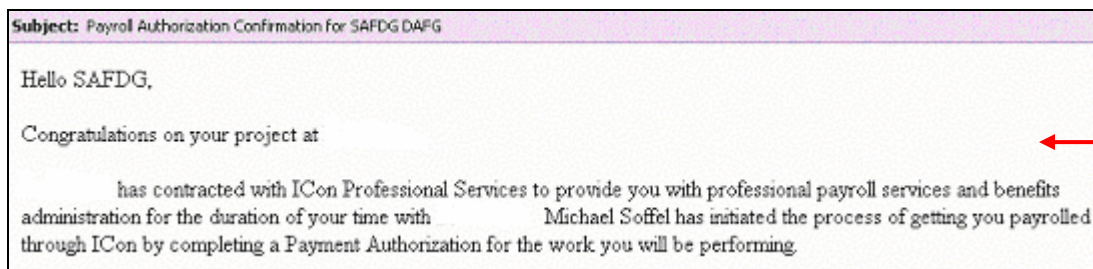 Subject: Payroll Authorization Confirmation for SAFDG DAFG
Hello SAFDG,
Congratulations on your project at
has contracted with ICon Professional Services to provide you with professional payroll services and benefits
administration for the duration of your time with Michael Soffel has initiated the process of getting you payrolled
through ICon by completing a Payment Authorization for the work you will be performing.